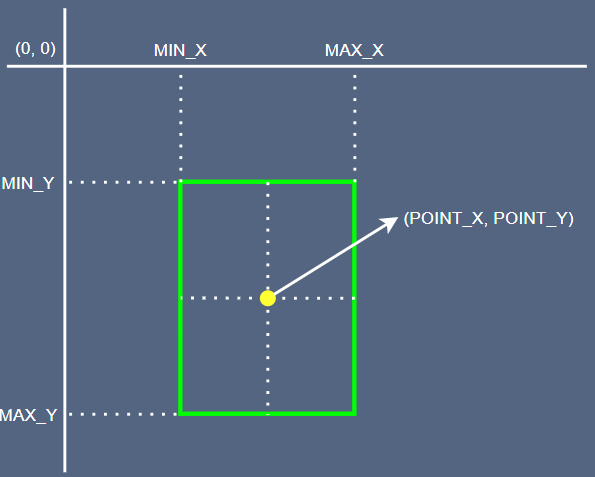 (0, 0)
MIN_X
MAX_X
MIN_Y
(POINT_X, POINT_Y)
MAX_Y